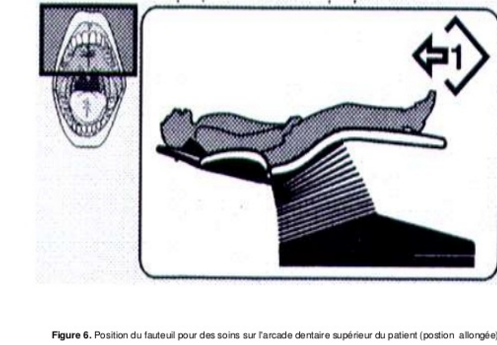 1
Figure 6. Position du fauteuil pour des soins sur l'arcade dentaire supérieur du patient (postion allongée)